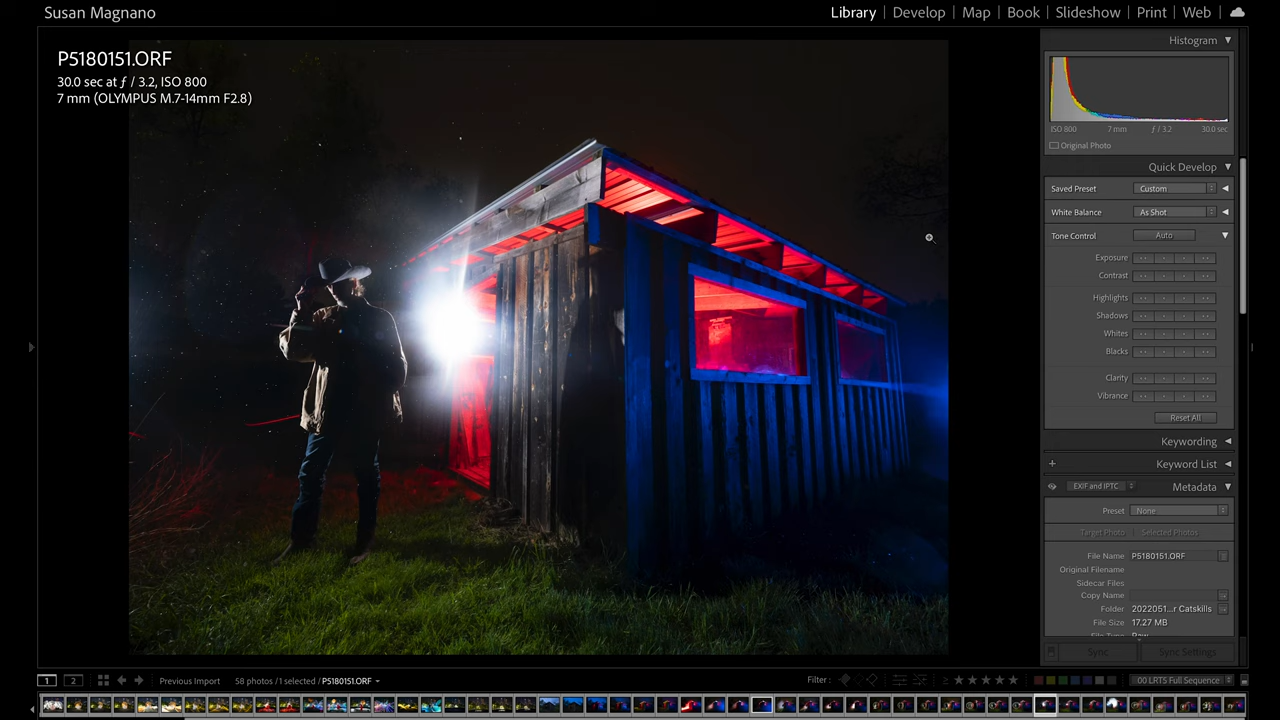 Susan Magnano
Library | Develop | Map | Book | Slideshow | Print | Web
P5180151.ORF
30.0 sec at ƒ / 3.2, ISO 800
7 mm (OLYMPUS M.7-14mm F2.8)
Histogram
ISO 800 7 mm ƒ / 3.2 30.0 sec
Original Photo
Quick Develop
Saved Preset Custom
White Balance As Shot
Tone Control Auto
Exposure
Contrast
Highlights
Shadows
Whites
Blacks
Clarity
Vibrance
Reset All
Keywording
+ Keyword List
EXIF and IPTC Metadata
Preset None
Target Photo Selected Photos
File Name P5180151.ORF
Original Filename
Sidecar Files
Copy Name
Folder 2022051...r Catskills
File Size 17.27 MB
File Type Raw
Sync Sync Settings
1 2 Previous Import 58 photos / 1 selected / P5180151.ORF Filter : ≥ ★ ★ ★ ★ ★ 00 LRTS Full Sequence